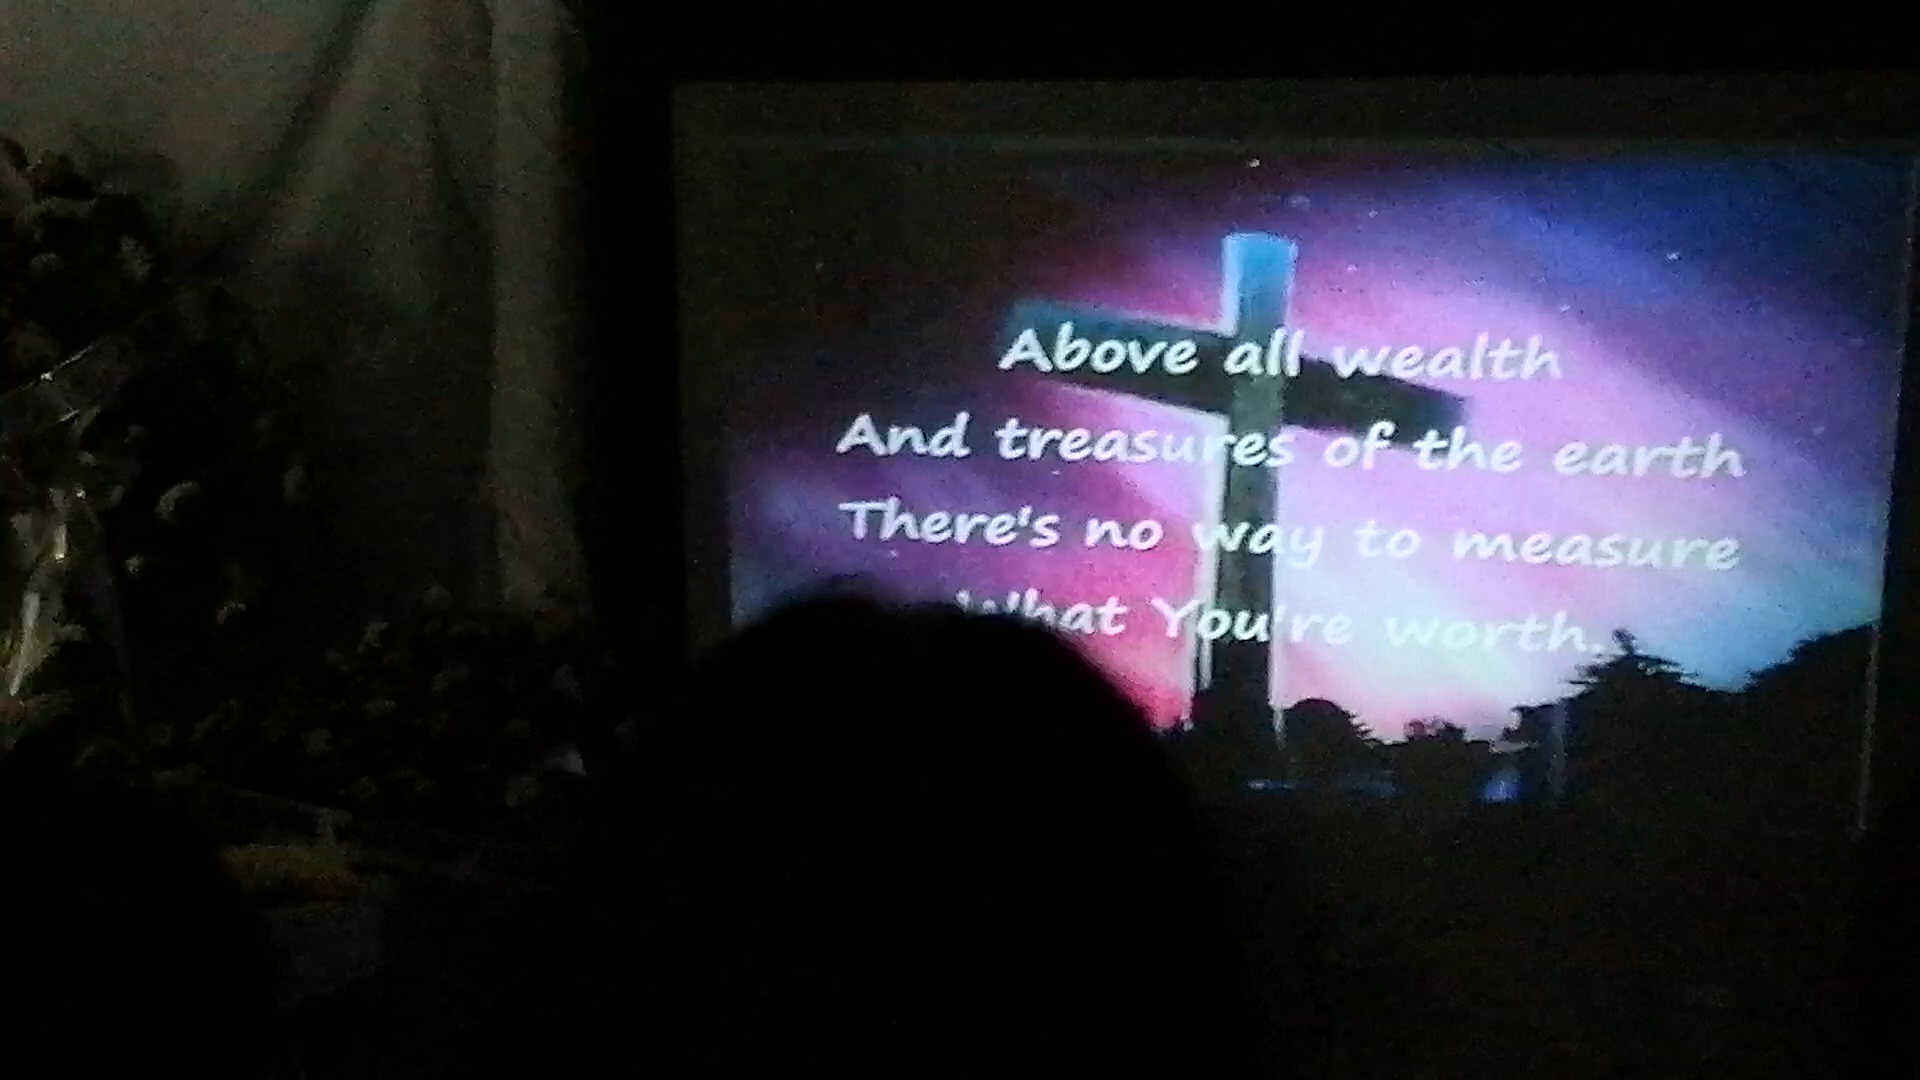 Above all wealth
And treasures of the earth
There's no way to measure
What You're worth.